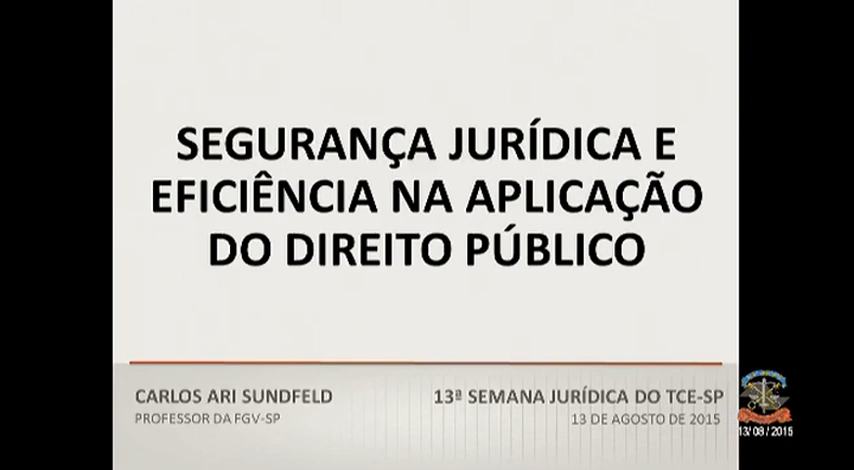 SEGURANÇA JURÍDICA E
EFICIÊNCIA NA APLICAÇÃO
DO DIREITO PÚBLICO
CARLOS ARI SUNDFELD
13ª SEMANA JURÍDICA DO TCE-SP
PROFESSOR DA FGV-SP
13 DE AGOSTO DE 2015
13/08/2015